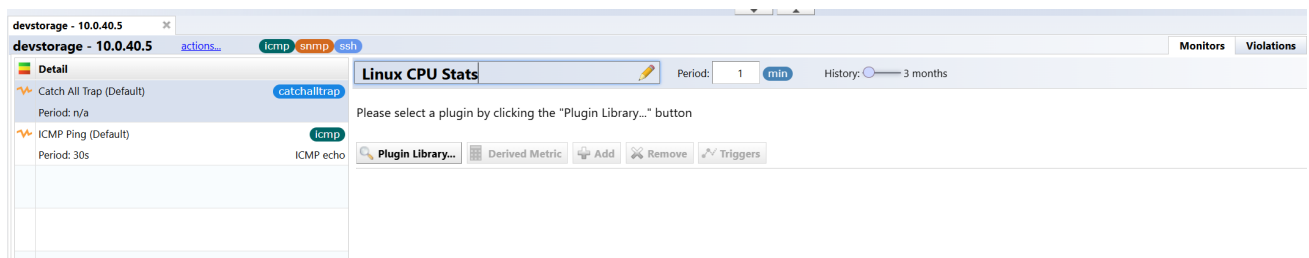 devstorage - 10.0.40.5
devstorage - 10.0.40.5 actions... icmp snmp ssh Monitors Violations
Detail
Catch All Trap (Default) catchalltrap
Period: n/a
ICMP Ping (Default) icmp
Period: 30s ICMP echo
Linux CPU Stats Period: 1 min History: 3 months
Please select a plugin by clicking the "Plugin Library..." button
Plugin Library... Derived Metric Add Remove Triggers